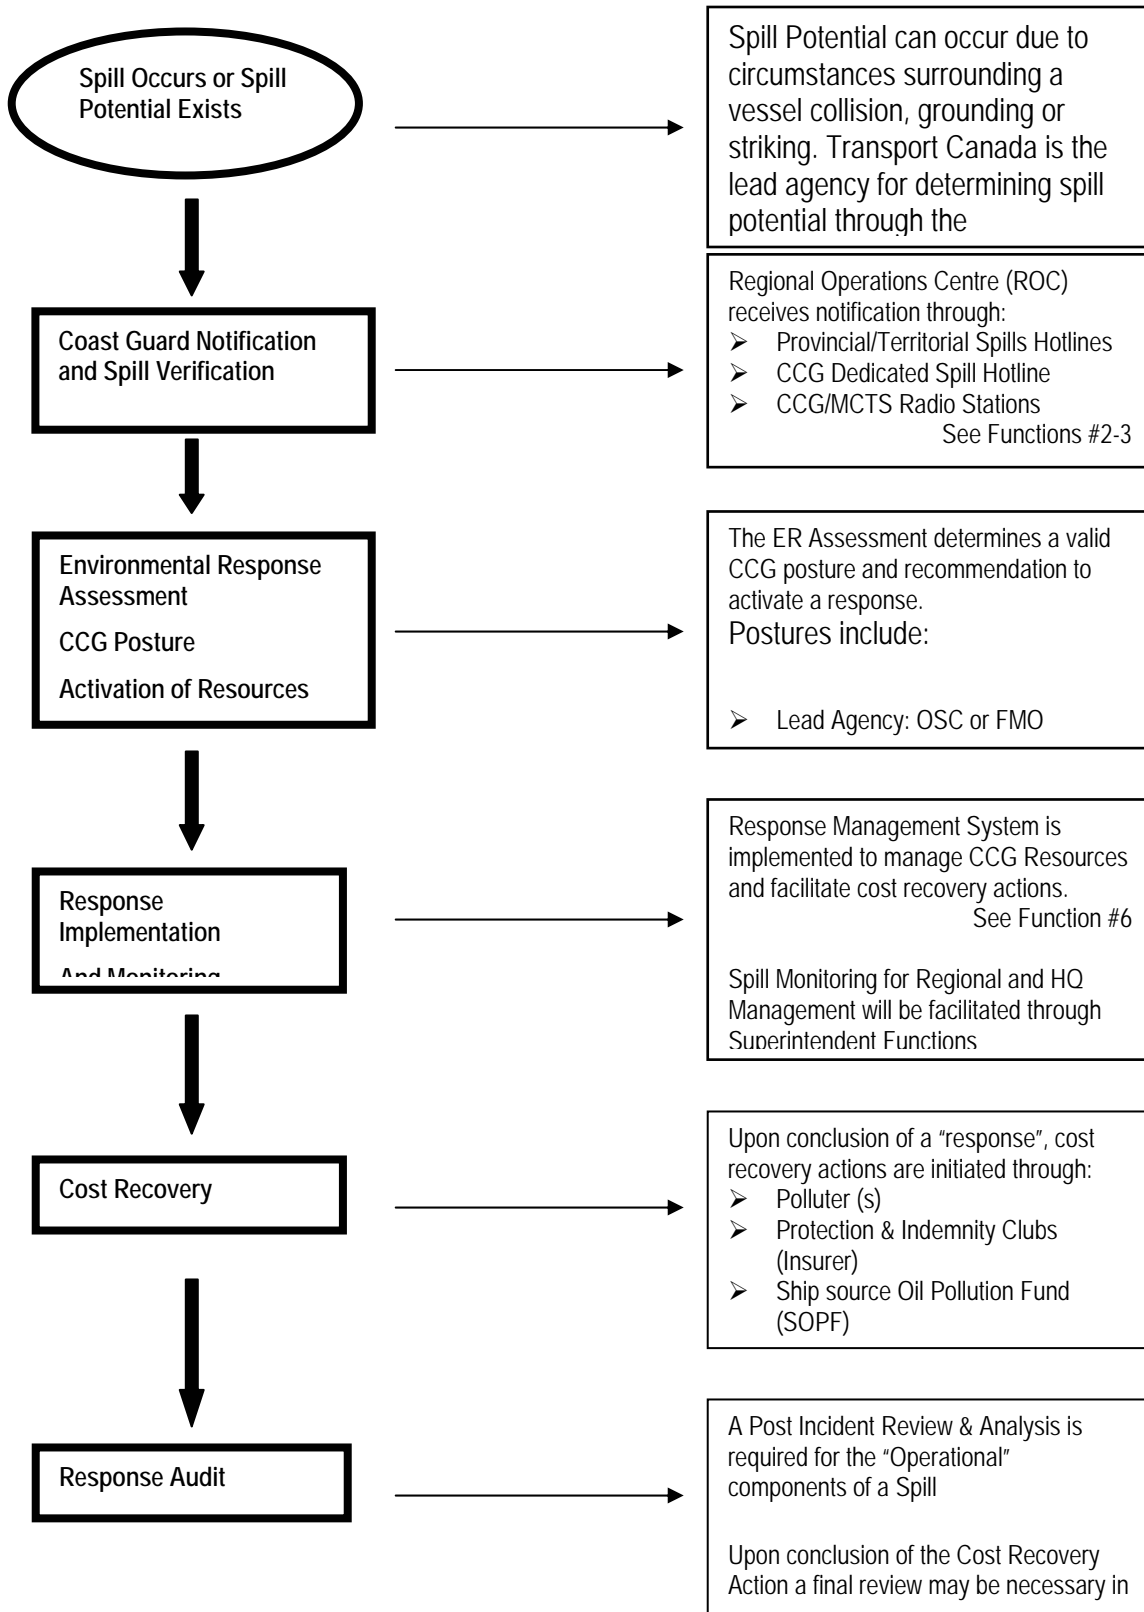 Spill Occurs or Spill
Potential Exists
Spill Potential can occur due to
circumstances surrounding a
vessel collision, grounding or
striking. Transport Canada is the
lead agency for determining spill
potential through the
Coast Guard Notification
and Spill Verification
Regional Operations Centre (ROC)
receives notification through:
➢ Provincial/Territorial Spills Hotlines
➢ CCG Dedicated Spill Hotline
➢ CCG/MCTS Radio Stations
See Functions #2-3
Environmental Response
Assessment
CCG Posture
Activation of Resources
The ER Assessment determines a valid
CCG posture and recommendation to
activate a response.
Postures include:
➢ Lead Agency: OSC or FMO
Response
Implementation
And Monitoring
Response Management System is
implemented to manage CCG Resources
and facilitate cost recovery actions.
See Function #6
Spill Monitoring for Regional and HQ
Management will be facilitated through
Superintendent Functions
Cost Recovery
Upon conclusion of a “response”, cost
recovery actions are initiated through:
➢ Polluter (s)
➢ Protection & Indemnity Clubs
(Insurer)
➢ Ship source Oil Pollution Fund
(SOPF)
Response Audit
A Post Incident Review & Analysis is
required for the “Operational”
components of a Spill
Upon conclusion of the Cost Recovery
Action a final review may be necessary in